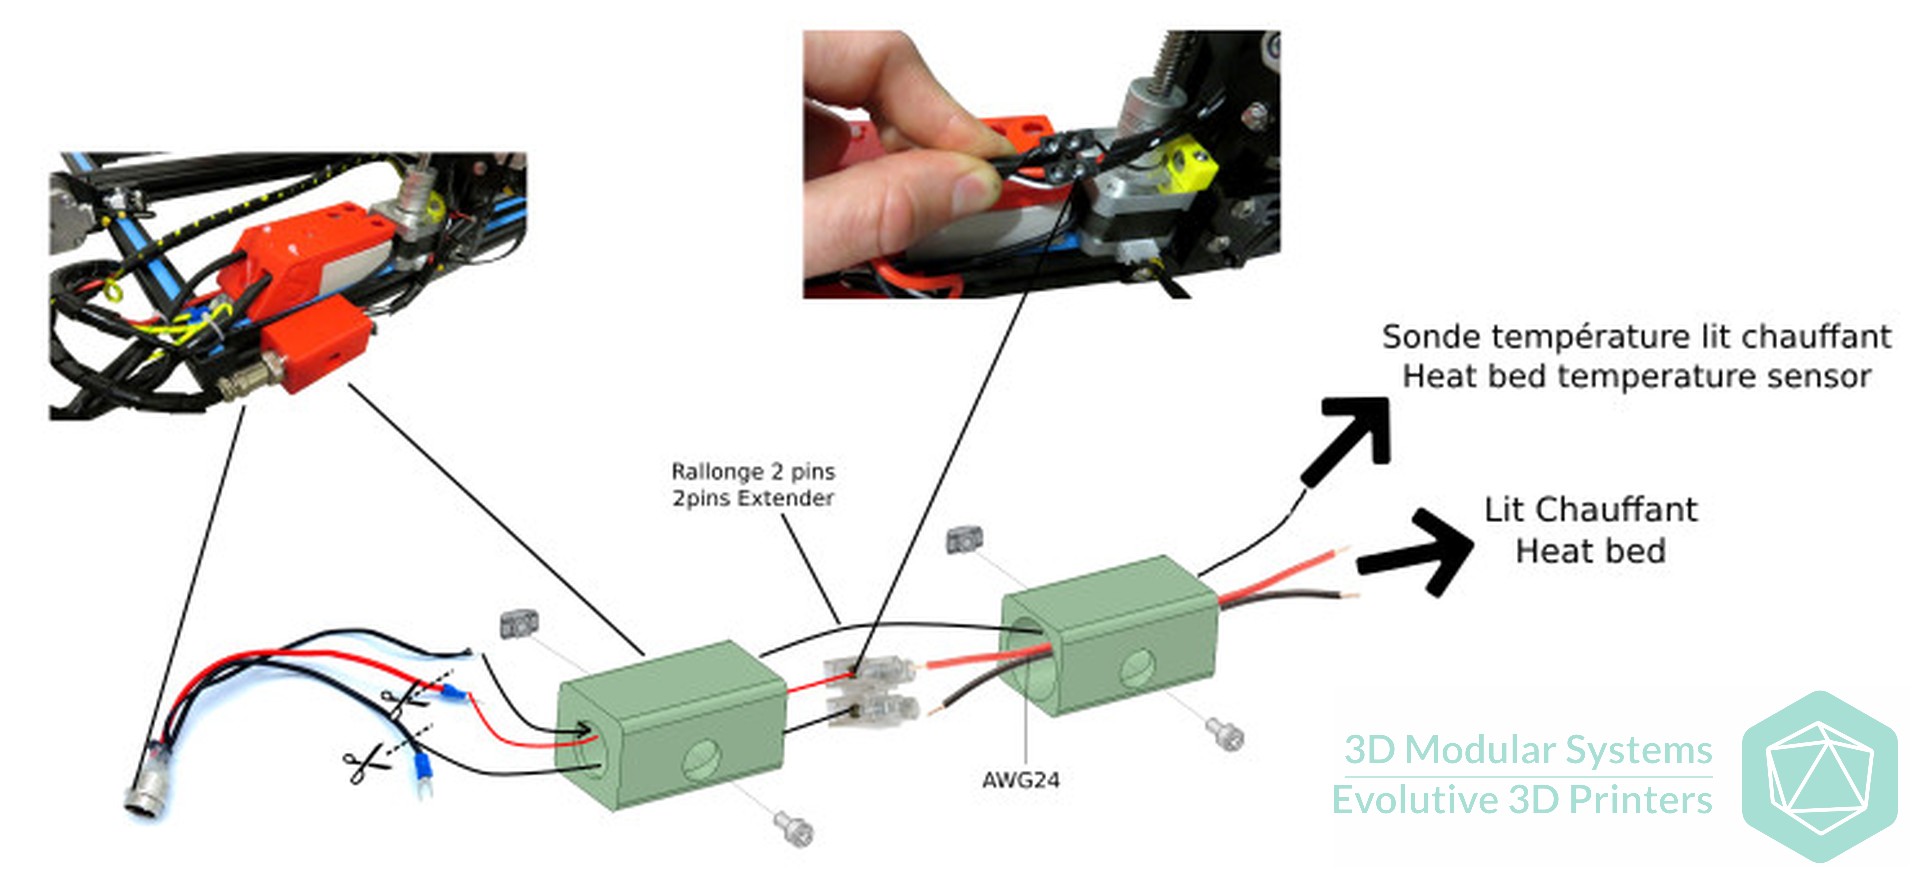 Sonde température lit chauffant
Heat bed temperature sensor
Rallonge 2 pins
2pins Extender
Lit Chauffant
Heat bed
AWG24
3D Modular Systems
Evolutive 3D Printers